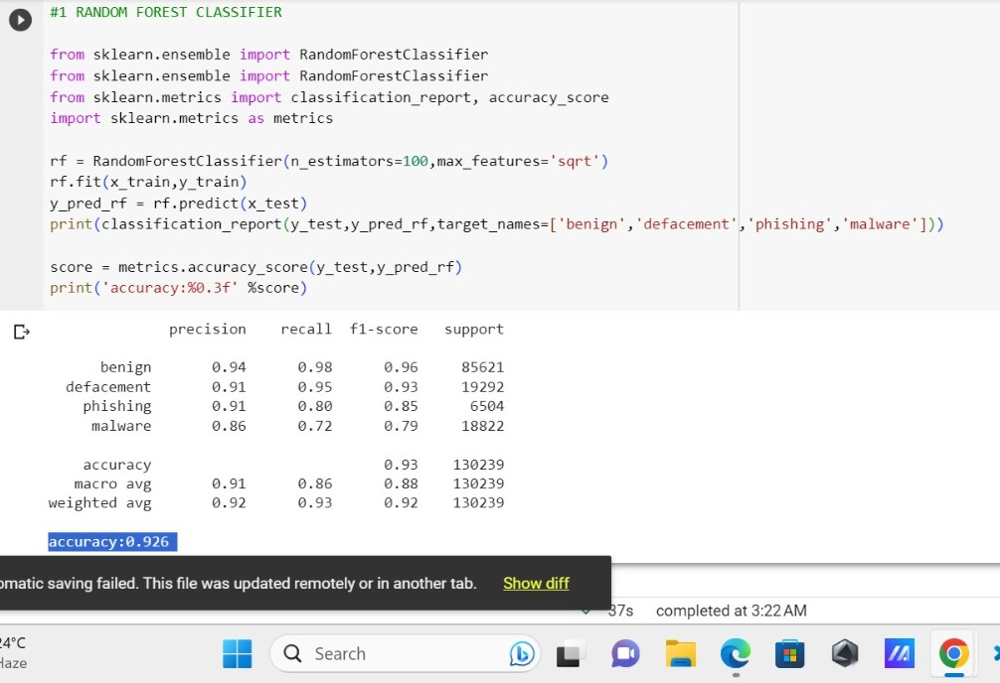 #1 RANDOM FOREST CLASSIFIER
from sklearn.ensemble import RandomForestClassifier
from sklearn.ensemble import RandomForestClassifier
from sklearn.metrics import classification_report, accuracy_score
import sklearn.metrics as metrics
rf = RandomForestClassifier(n_estimators=100,max_features='sqrt')
rf.fit(x_train,y_train)
y_pred_rf = rf.predict(x_test)
print(classification_report(y_test,y_pred_rf,target_names=['benign','defacement','phishing','malware']))
score = metrics.accuracy_score(y_test,y_pred_rf)
print('accuracy:%0.3f' %score)
precision recall f1-score support
benign 0.94 0.98 0.96 85621
defacement 0.91 0.95 0.93 19292
phishing 0.91 0.80 0.85 6504
malware 0.86 0.72 0.79 18822
accuracy 0.93 130239
macro avg 0.91 0.86 0.88 130239
weighted avg 0.92 0.93 0.92 130239
accuracy:0.926
omatic saving failed. This file was updated remotely or in another tab. Show diff
37s completed at 3:22 AM
24°C
Haze
Search